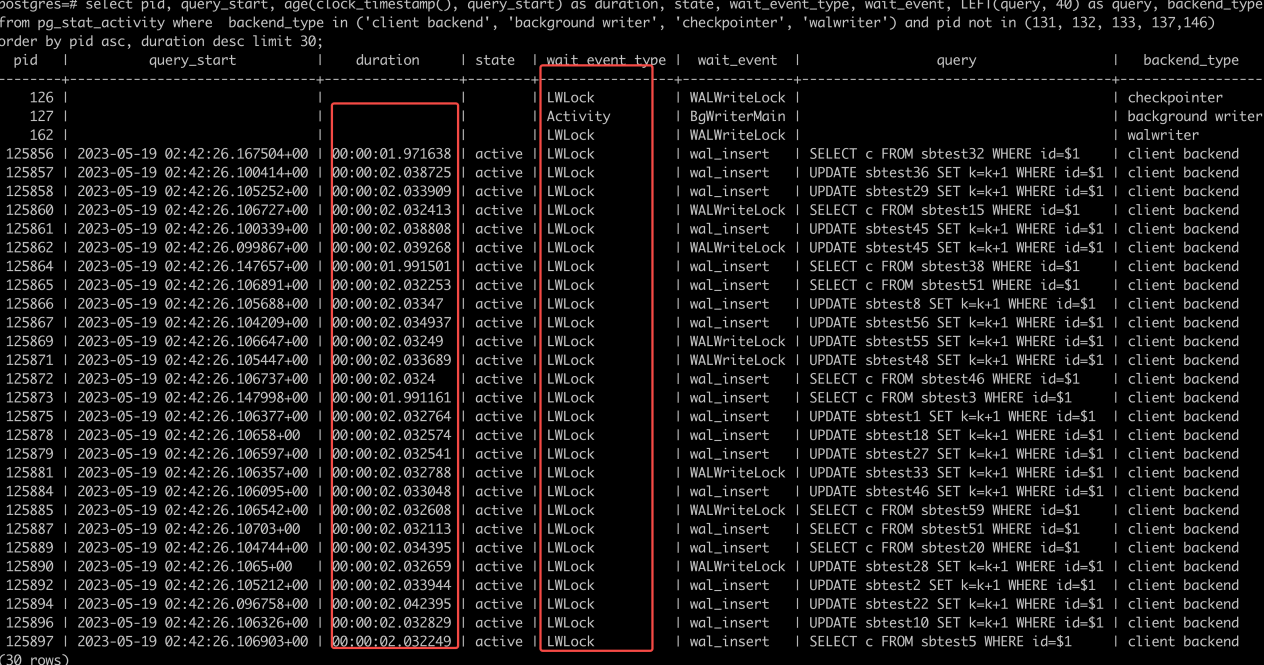 postgres=# select pid, query_start, age(clock_timestamp(), query_start) as duration, state, wait_event_type, wait_event, LEFT(query, 40) as query, backend_type
from pg_stat_activity where  backend_type in ('client backend', 'background writer', 'checkpointer', 'walwriter') and pid not in (131, 132, 133, 137,146)
order by pid asc, duration desc limit 30;
pid | query_start | duration | state | wait_event_type | wait_event | query | backend_type
--------+-------------------------------+-----------------+--------+-----------------+--------------+------------------------------------------+-------------------
126 | | | | LWLock | WALWriteLock | | checkpointer
127 | | | | Activity | BgWriterMain | | background writer
162 | | | | LWLock | WALWriteLock | | walwriter
125856 | 2023-05-19 02:42:26.167504+00 | 00:00:01.971638 | active | LWLock | wal_insert | SELECT c FROM sbtest32 WHERE id=$1 | client backend
125857 | 2023-05-19 02:42:26.100414+00 | 00:00:02.038725 | active | LWLock | wal_insert | UPDATE sbtest36 SET k=k+1 WHERE id=$1 | client backend
125858 | 2023-05-19 02:42:26.105252+00 | 00:00:02.033909 | active | LWLock | wal_insert | UPDATE sbtest29 SET k=k+1 WHERE id=$1 | client backend
125860 | 2023-05-19 02:42:26.106727+00 | 00:00:02.032413 | active | LWLock | WALWriteLock | SELECT c FROM sbtest15 WHERE id=$1 | client backend
125861 | 2023-05-19 02:42:26.100339+00 | 00:00:02.038808 | active | LWLock | wal_insert | UPDATE sbtest45 SET k=k+1 WHERE id=$1 | client backend
125862 | 2023-05-19 02:42:26.099867+00 | 00:00:02.039268 | active | LWLock | WALWriteLock | UPDATE sbtest45 SET k=k+1 WHERE id=$1 | client backend
125864 | 2023-05-19 02:42:26.147657+00 | 00:00:01.991501 | active | LWLock | wal_insert | SELECT c FROM sbtest38 WHERE id=$1 | client backend
125865 | 2023-05-19 02:42:26.106891+00 | 00:00:02.032253 | active | LWLock | wal_insert | SELECT c FROM sbtest51 WHERE id=$1 | client backend
125866 | 2023-05-19 02:42:26.105688+00 | 00:00:02.03347 | active | LWLock | wal_insert | UPDATE sbtest8 SET k=k+1 WHERE id=$1 | client backend
125867 | 2023-05-19 02:42:26.104209+00 | 00:00:02.034937 | active | LWLock | wal_insert | UPDATE sbtest56 SET k=k+1 WHERE id=$1 | client backend
125869 | 2023-05-19 02:42:26.106647+00 | 00:00:02.03249 | active | LWLock | WALWriteLock | UPDATE sbtest55 SET k=k+1 WHERE id=$1 | client backend
125871 | 2023-05-19 02:42:26.105447+00 | 00:00:02.033689 | active | LWLock | WALWriteLock | UPDATE sbtest48 SET k=k+1 WHERE id=$1 | client backend
125872 | 2023-05-19 02:42:26.106737+00 | 00:00:02.0324 | active | LWLock | wal_insert | SELECT c FROM sbtest46 WHERE id=$1 | client backend
125873 | 2023-05-19 02:42:26.147998+00 | 00:00:01.991161 | active | LWLock | wal_insert | SELECT c FROM sbtest3 WHERE id=$1 | client backend
125875 | 2023-05-19 02:42:26.106377+00 | 00:00:02.032764 | active | LWLock | wal_insert | UPDATE sbtest1 SET k=k+1 WHERE id=$1 | client backend
125878 | 2023-05-19 02:42:26.10658+00 | 00:00:02.032574 | active | LWLock | wal_insert | UPDATE sbtest18 SET k=k+1 WHERE id=$1 | client backend
125879 | 2023-05-19 02:42:26.106597+00 | 00:00:02.032541 | active | LWLock | wal_insert | UPDATE sbtest27 SET k=k+1 WHERE id=$1 | client backend
125881 | 2023-05-19 02:42:26.106357+00 | 00:00:02.032788 | active | LWLock | WALWriteLock | UPDATE sbtest33 SET k=k+1 WHERE id=$1 | client backend
125884 | 2023-05-19 02:42:26.106095+00 | 00:00:02.033048 | active | LWLock | wal_insert | UPDATE sbtest46 SET k=k+1 WHERE id=$1 | client backend
125885 | 2023-05-19 02:42:26.106542+00 | 00:00:02.032608 | active | LWLock | WALWriteLock | UPDATE sbtest59 SET k=k+1 WHERE id=$1 | client backend
125887 | 2023-05-19 02:42:26.10703+00 | 00:00:02.032113 | active | LWLock | wal_insert | SELECT c FROM sbtest51 WHERE id=$1 | client backend
125889 | 2023-05-19 02:42:26.104744+00 | 00:00:02.034395 | active | LWLock | wal_insert | SELECT c FROM sbtest20 WHERE id=$1 | client backend
125890 | 2023-05-19 02:42:26.1065+00 | 00:00:02.032659 | active | LWLock | WALWriteLock | UPDATE sbtest28 SET k=k+1 WHERE id=$1 | client backend
125892 | 2023-05-19 02:42:26.105212+00 | 00:00:02.033944 | active | LWLock | wal_insert | UPDATE sbtest2 SET k=k+1 WHERE id=$1 | client backend
125894 | 2023-05-19 02:42:26.096758+00 | 00:00:02.042395 | active | LWLock | wal_insert | UPDATE sbtest22 SET k=k+1 WHERE id=$1 | client backend
125896 | 2023-05-19 02:42:26.106326+00 | 00:00:02.032829 | active | LWLock | wal_insert | UPDATE sbtest10 SET k=k+1 WHERE id=$1 | client backend
125897 | 2023-05-19 02:42:26.106903+00 | 00:00:02.032249 | active | LWLock | wal_insert | SELECT c FROM sbtest5 WHERE id=$1 | client backend
(30 rows)